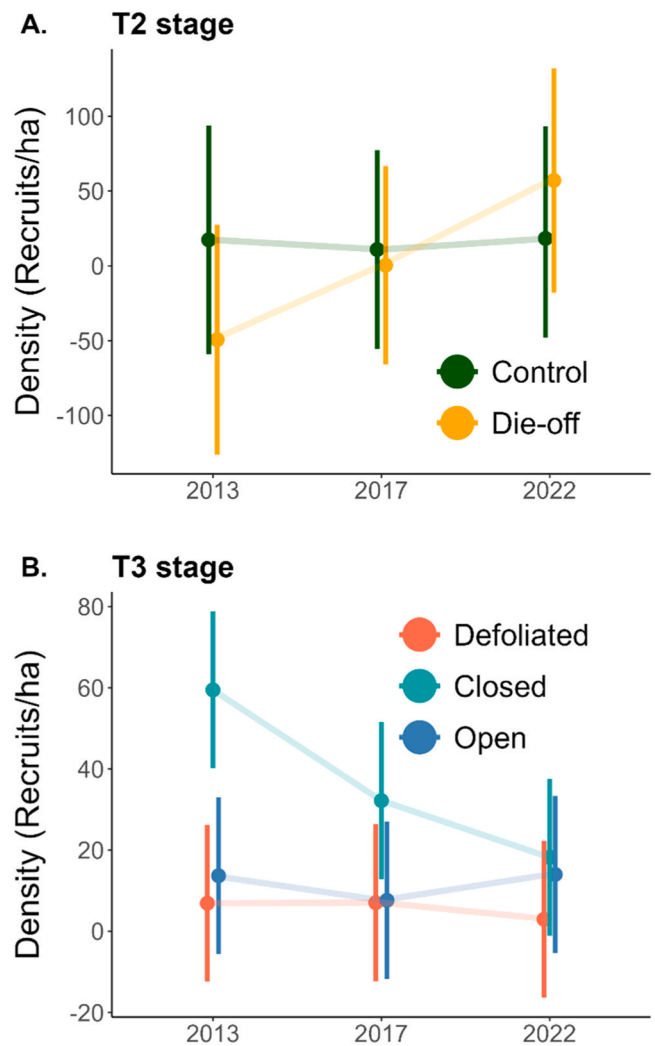 A. T2 stage
Density (Recruits/ha)
100
50
0
-50
-100
Control
Die-off
2013 2017 2022
B. T3 stage
Density (Recruits/ha)
80
60
40
20
0
-20
Defoliated
Closed
Open
2013 2017 2022